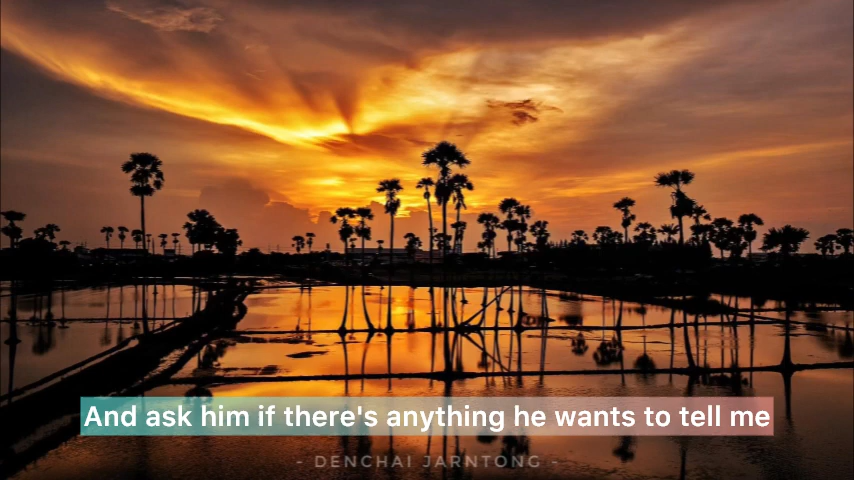 And ask him if there's anything he wants to tell me
- DENCHAI JARNTONG -